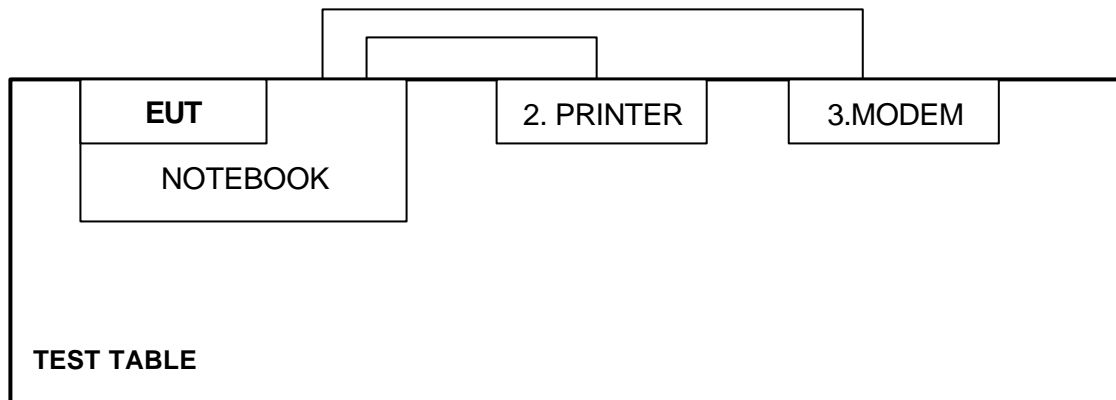 EUT
2. PRINTER
3.MODEM
NOTEBOOK
TEST TABLE